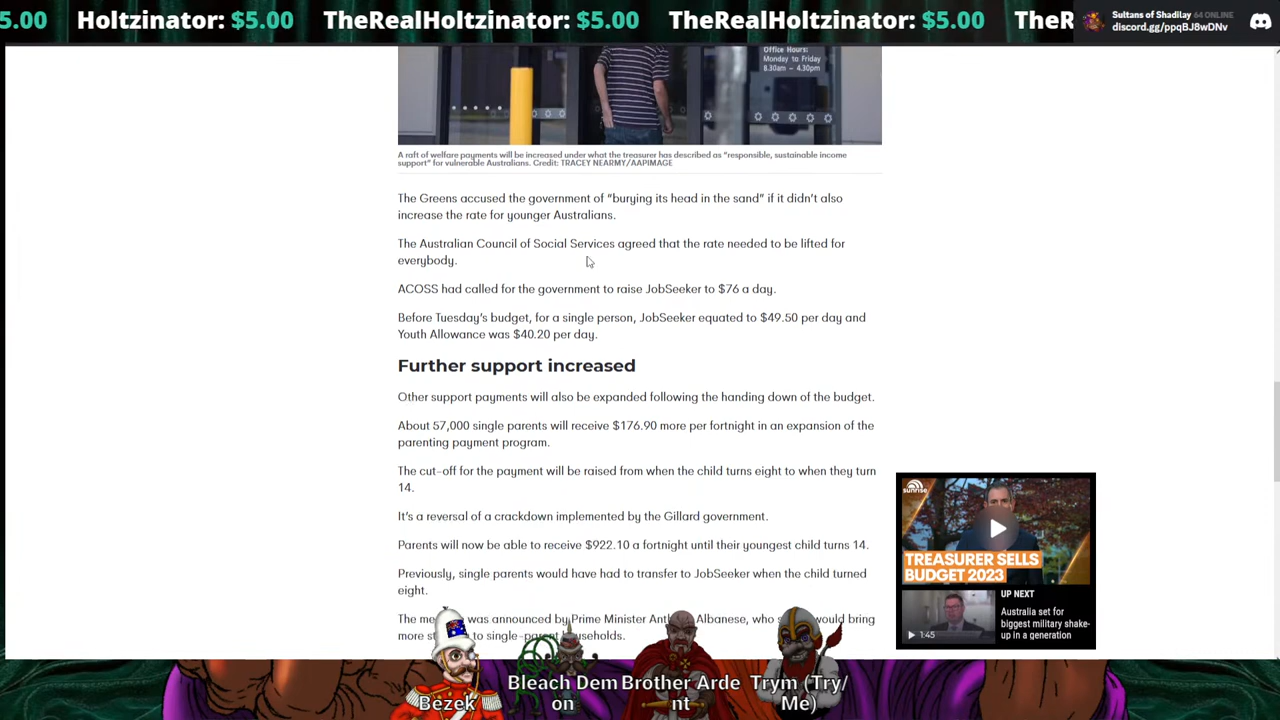 5.00 Holtzinator: $5.00 TheRealHoltzinator: $5.00 TheRealHoltzinator: $5.00 TheR
Sultans of Shadilay 64 ONLINE
discord.gg/ppqBJ8wDNv
Office Hours:
Monday to Friday
8.30am – 4.30pm
A raft of welfare payments will be increased under what the treasurer has described as “responsible, sustainable income
support” for vulnerable Australians. Credit: TRACEY NEARMY/AAPIMAGE
The Greens accused the government of “burying its head in the sand” if it didn’t also
increase the rate for younger Australians.
The Australian Council of Social Services agreed that the rate needed to be lifted for
everybody.
ACOSS had called for the government to raise JobSeeker to $76 a day.
Before Tuesday’s budget, for a single person, JobSeeker equated to $49.50 per day and
Youth Allowance was $40.20 per day.
Further support increased
Other support payments will also be expanded following the handing down of the budget.
About 57,000 single parents will receive $176.90 more per fortnight in an expansion of the
parenting payment program.
The cut-off for the payment will be raised from when the child turns eight to when they turn
14.
It’s a reversal of a crackdown implemented by the Gillard government.
Parents will now be able to receive $922.10 a fortnight until their youngest child turns 14.
Previously, single parents would have had to transfer to JobSeeker when the child turned
eight.
The was announced by Prime Minister Albanese, who would bring
more to single-parent
sunrise
TREASURER SELLS
BUDGET 2023
UP NEXT
Australia set for
biggest military shake-
up in a generation
1:45
Bezek
Bleach Dem
on
Brother Arde
nt
Trym (Try/
Me)